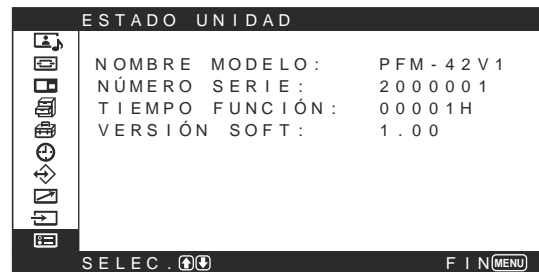 ESTADO UNIDAD
NOMBRE MODELO: PFM-42V1
NÚMERO SERIE: 2000001
TIEMPO FUNCIÓN: 00001H
VERSIÓN SOFT: 1.00
SELEC. FIN MENU